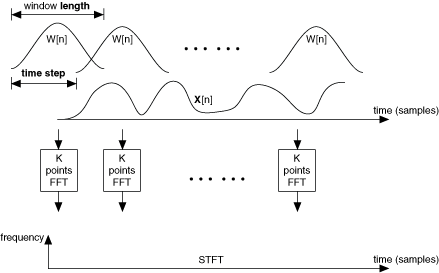 window length
W[n]
W[n]
W[n]
time step
X[n]
time (samples)
K
points
FFT
K
points
FFT
K
points
FFT
frequency
STFT
time (samples)